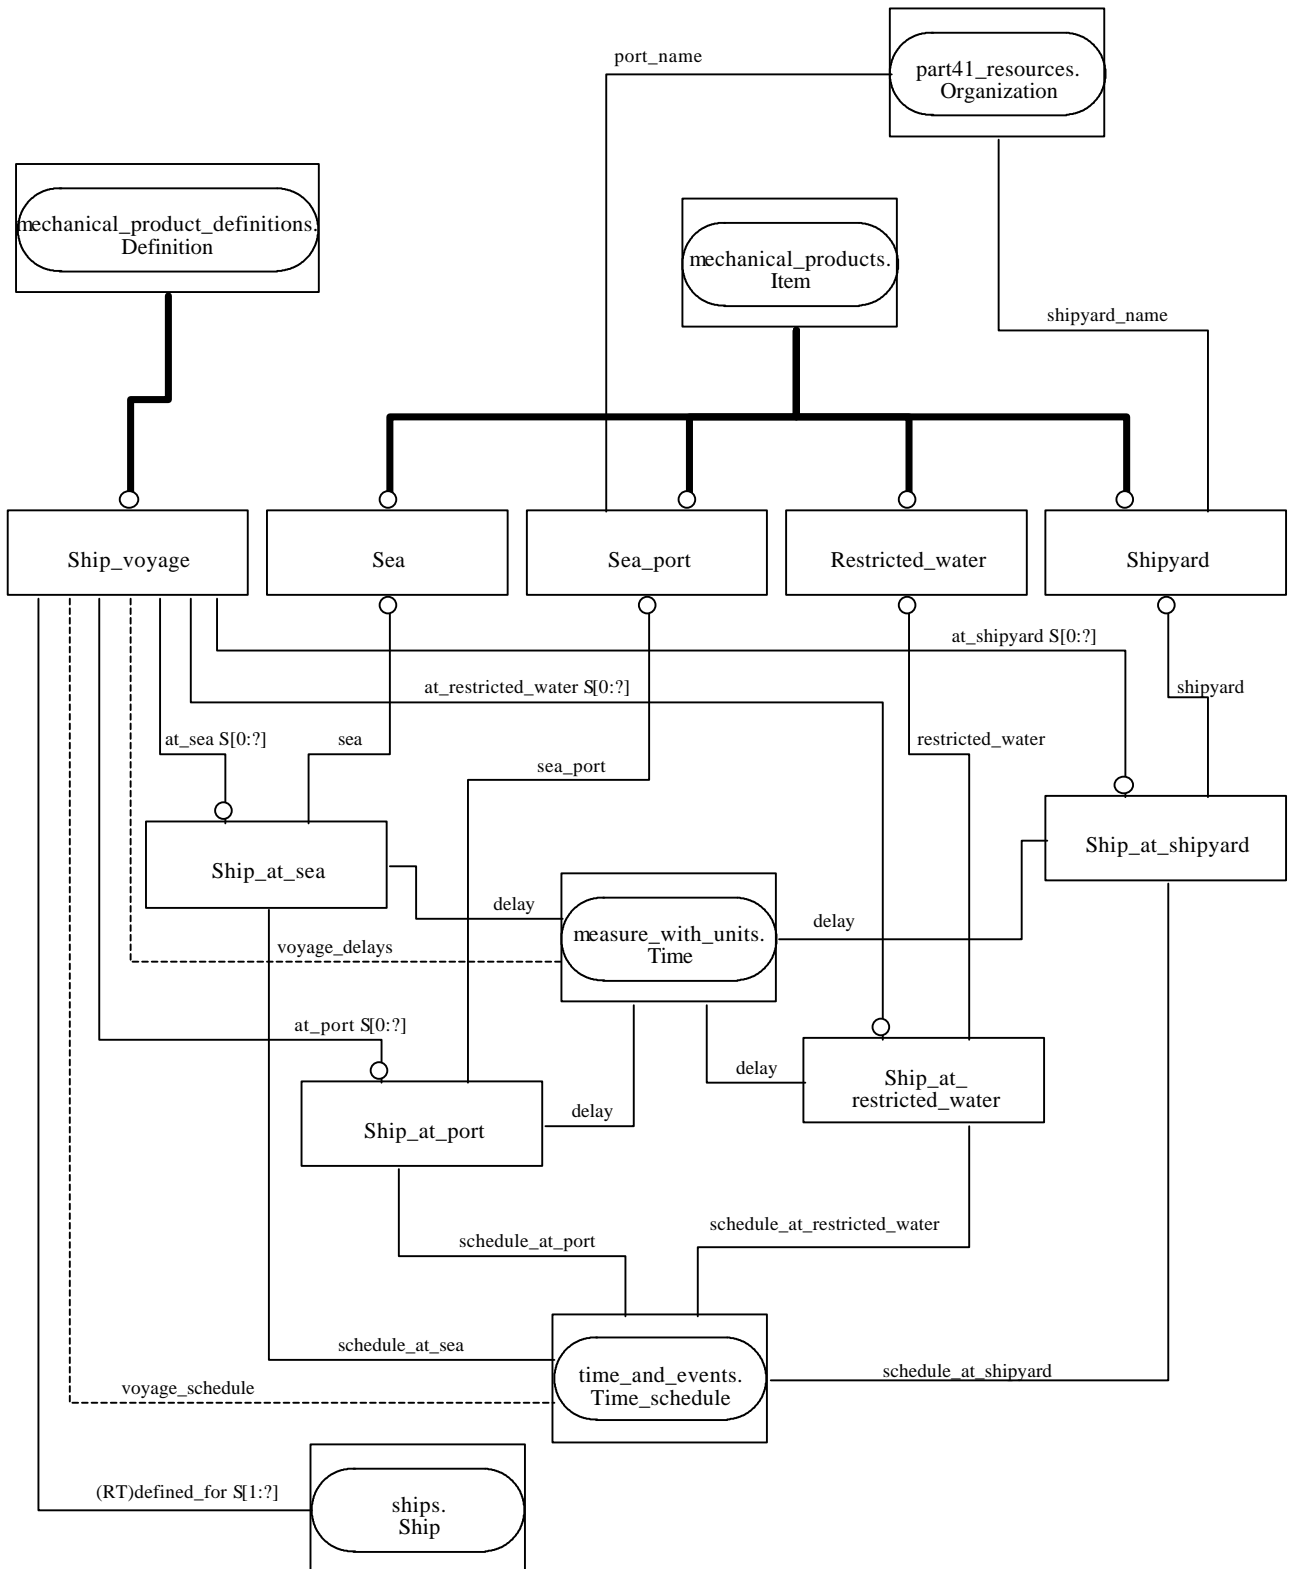 port_name
part41_resources.
Organization
mechanical_product_definitions.
Definition
mechanical_products.
Item
shipyard_name
Ship_voyage
Sea
Sea_port
Restricted_water
Shipyard
at_shipyard S[0:?]
at_restricted_water S[0:?]
shipyard
at_sea S[0:?]
sea
restricted_water
sea_port
Ship_at_sea
Ship_at_shipyard
delay
delay
measure_with_units.
Time
voyage_delays
at_port S[0:?]
delay
Ship_at_
restricted_water
delay
Ship_at_port
schedule_at_restricted_water
schedule_at_port
schedule_at_sea
schedule_at_shipyard
time_and_events.
Time_schedule
voyage_schedule
(RT)defined_for S[1:?]
ships.
Ship